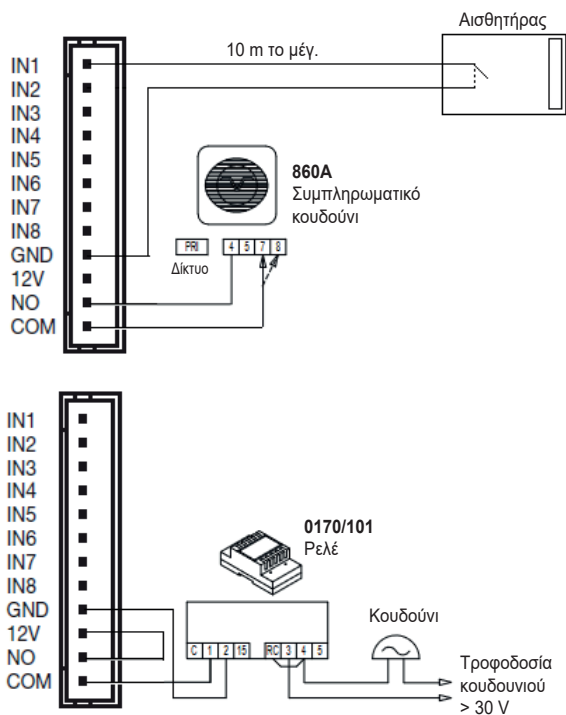 Αισθητήρας
10 m το μέγ.
IN1
IN2
IN3
IN4
IN5
IN6
IN7
IN8
GND
12V
NO
COM
860A
Συμπληρωματικό
κουδούνι
PRI
4 5 7 8
Δίκτυο
IN1
IN2
IN3
IN4
IN5
IN6
IN7
IN8
GND
12V
NO
COM
0170/101
Ρελέ
C 1 2 15 RC 3 4 5
Κουδούνι
Τροφοδοσία
κουδουνιού
> 30 V